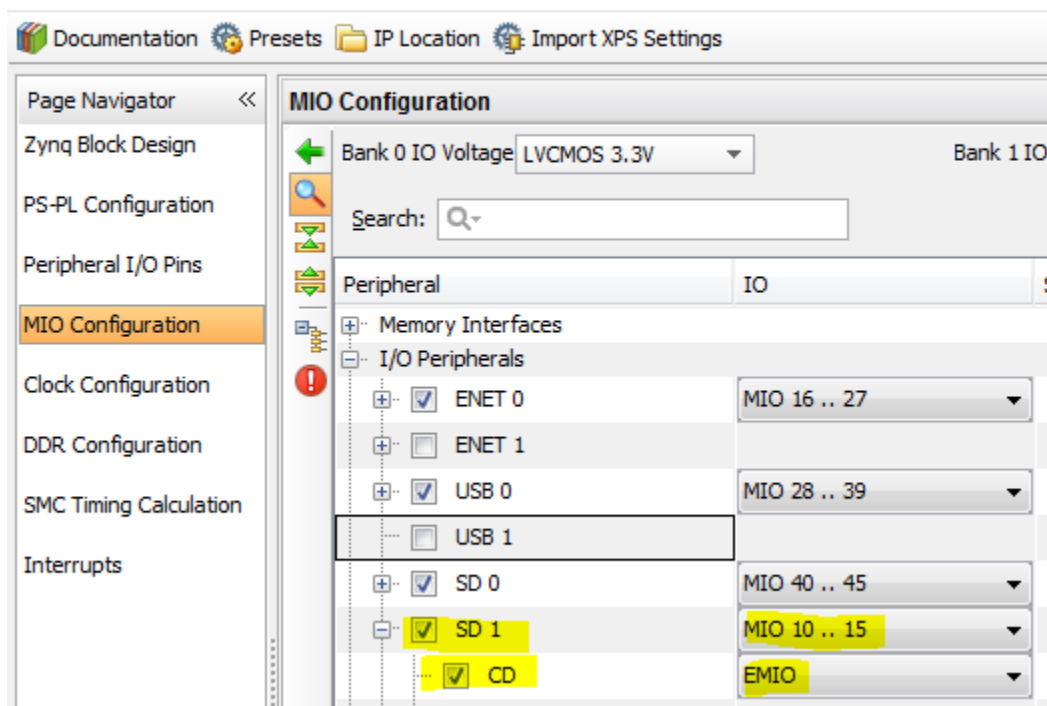 Documentation Presets IP Location Import XPS Settings
Page Navigator «
MIO Configuration
Zynq Block Design
PS-PL Configuration
Peripheral I/O Pins
MIO Configuration
Clock Configuration
DDR Configuration
SMC Timing Calculation
Interrupts
Bank 0 IO Voltage LVCMOS 3.3V Bank 1 IO
Search:
Peripheral IO
Memory Interfaces
I/O Peripherals
ENET 0 MIO 16 .. 27
ENET 1
USB 0 MIO 28 .. 39
USB 1
SD 0 MIO 40 .. 45
SD 1 MIO 10 .. 15
CD EMIO